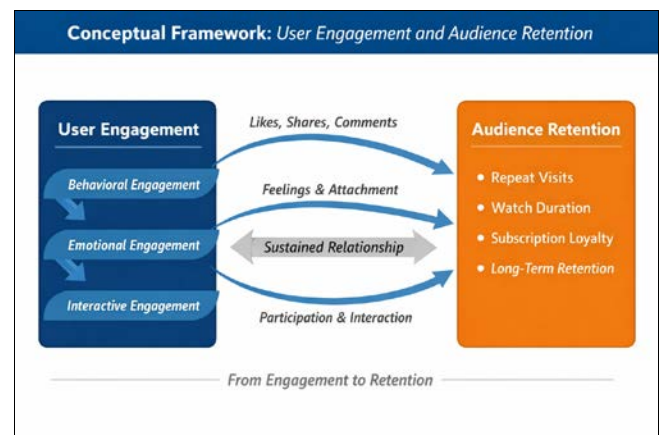 Conceptual Framework: User Engagement and Audience Retention
User Engagement
Behavioral Engagement
Emotional Engagement
Interactive Engagement
Likes, Shares, Comments
Feelings & Attachment
Sustained Relationship
Participation & Interaction
Audience Retention
• Repeat Visits
• Watch Duration
• Subscription Loyalty
• Long-Term Retention
From Engagement to Retention